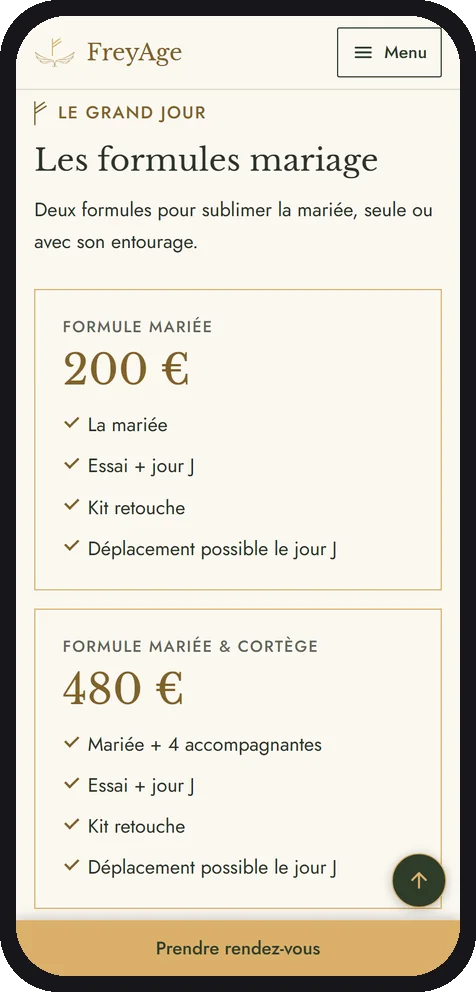 FreyAge
Menu
LE GRAND JOUR
Les formules mariage
Deux formules pour sublimer la mariée, seule ou
avec son entourage.
FORMULE MARIÉE
200 €
La mariée
Essai + jour J
Kit retouche
Déplacement possible le jour J
FORMULE MARIÉE & CORTÈGE
480 €
Mariée + 4 accompagnantes
Essai + jour J
Kit retouche
Déplacement possible le jour J
Prendre rendez-vous